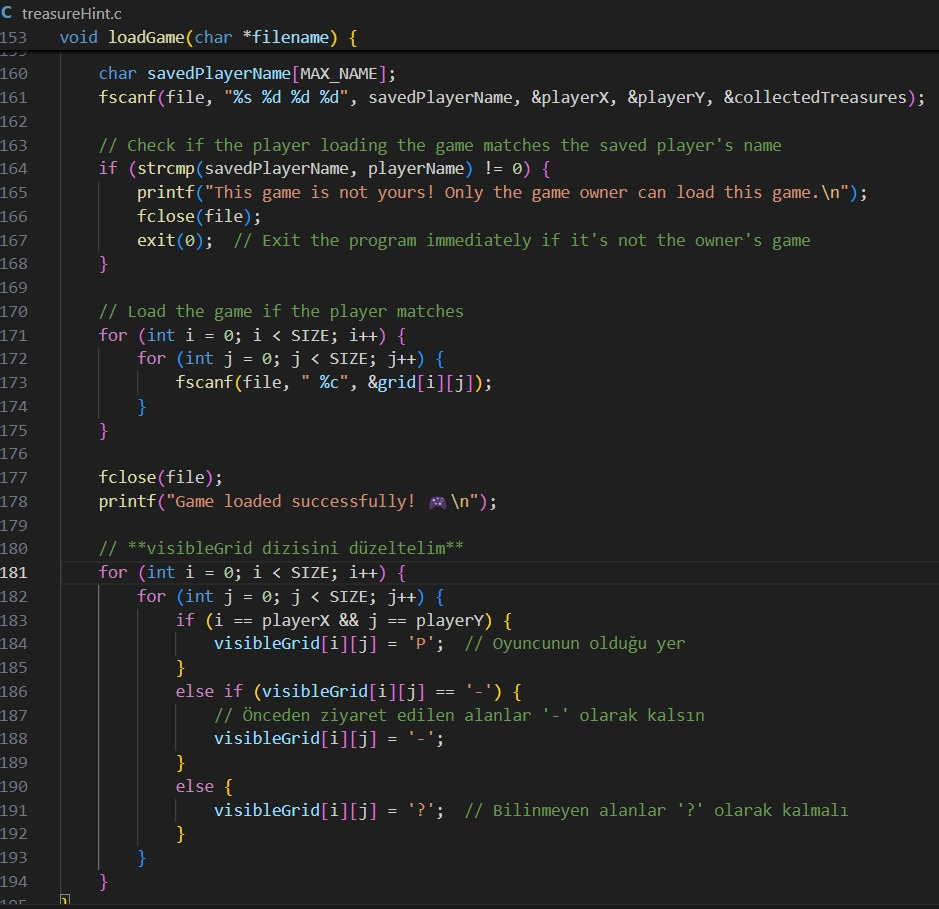 C treasureHint.c
153 void loadGame(char *filename) {
160 char savedPlayerName[MAX_NAME];
161 fscanf(file, "%s %d %d %d", savedPlayerName, &playerX, &playerY, &collectedTreasures);
162
163 // Check if the player loading the game matches the saved player's name
164 if (strcmp(savedPlayerName, playerName) != 0) {
165 printf("This game is not yours! Only the game owner can load this game.\n");
166 fclose(file);
167 exit(0);  // Exit the program immediately if it's not the owner's game
168 }
169
170 // Load the game if the player matches
171 for (int i = 0; i < SIZE; i++) {
172 for (int j = 0; j < SIZE; j++) {
173 fscanf(file, " %c", &grid[i][j]);
174 }
175 }
176
177 fclose(file);
178 printf("Game loaded successfully! 🎮\n");
179
180 // **visibleGrid dizisini düzeltelim**
181 for (int i = 0; i < SIZE; i++) {
182 for (int j = 0; j < SIZE; j++) {
183 if (i == playerX && j == playerY) {
184 visibleGrid[i][j] = 'P';  // Oyuncunun olduğu yer
185 }
186 else if (visibleGrid[i][j] == '-') {
187 // Önceden ziyaret edilen alanlar '-' olarak kalsın
188 visibleGrid[i][j] = '-';
189 }
190 else {
191 visibleGrid[i][j] = '?';  // Bilinmeyen alanlar '?' olarak kalmalı
192 }
193 }
194 }
195 }